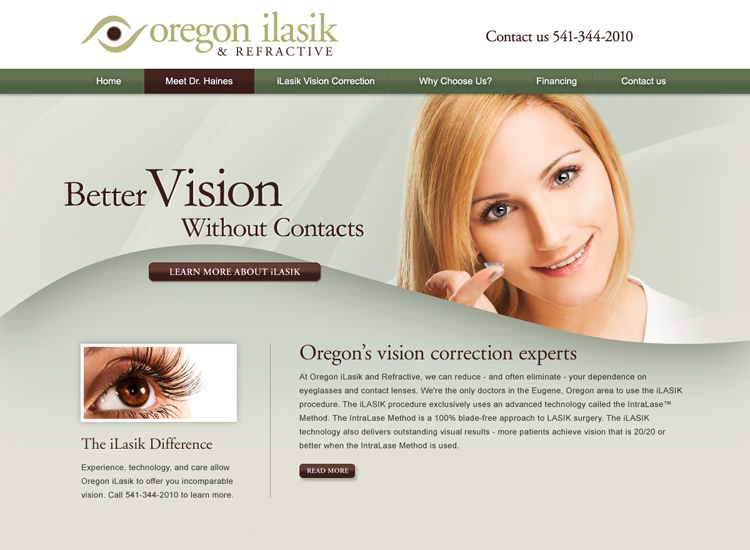 oregon ilasik
& REFRACTIVE
Contact us 541-344-2010
Home
Meet Dr. Haines
iLasik Vision Correction
Why Choose Us?
Financing
Contact us
Better Vision
Without Contacts
LEARN MORE ABOUT iLASIK
The iLasik Difference
Experience, technology, and care allow
Oregon iLasik to offer you incomparable
vision. Call 541-344-2010 to learn more.
Oregon's vision correction experts
At Oregon iLasik and Refractive, we can reduce - and often eliminate - your dependence on
eyeglasses and contact lenses. We're the only doctors in the Eugene, Oregon area to use the iLASIK
procedure. The iLASIK procedure exclusively uses an advanced technology called the IntraLase™
Method. The IntraLase Method is a 100% blade-free approach to LASIK surgery. The iLASIK
technology also delivers outstanding visual results - more patients achieve vision that is 20/20 or
better when the IntraLase Method is used.
READ MORE